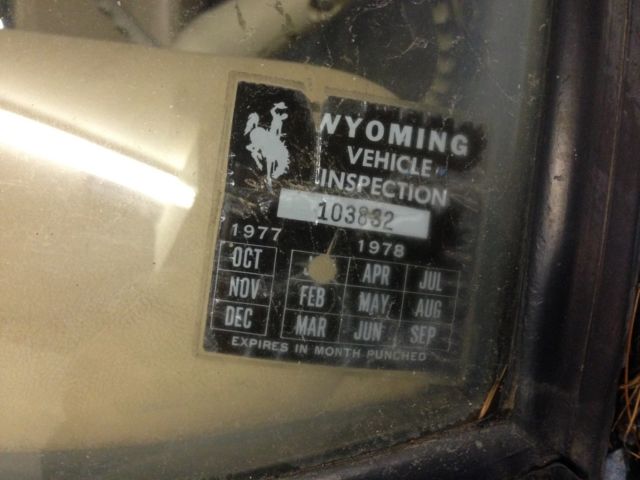 WYOMING
VEHICLE
INSPECTION
103832
1977 1978
OCT APR JUL
NOV FEB MAY AUG
DEC MAR JUN SEP
EXPIRES IN MONTH PUNCHED